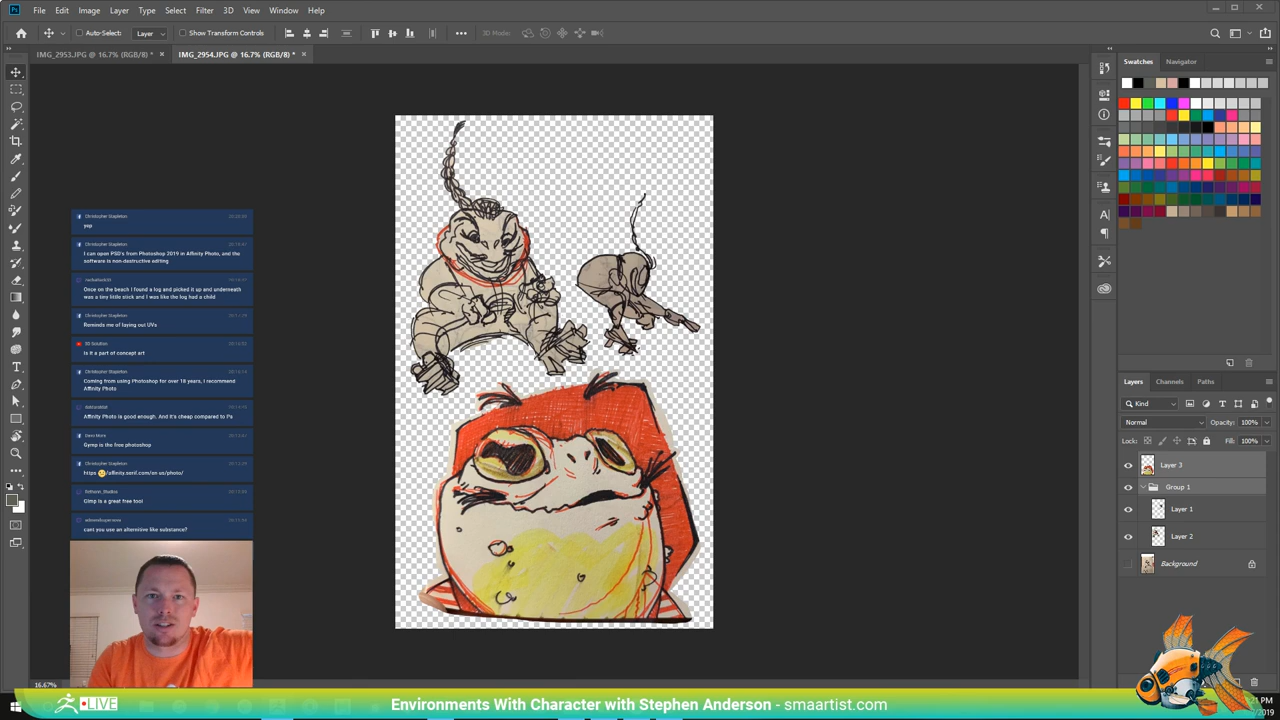 Ps File Edit Image Layer Type Select Filter 3D View Window Help
Auto-Select: Layer Show Transform Controls 3D Mode:
IMG_2953.JPG @ 16.7% (RGB/8) * × IMG_2954.JPG @ 16.7% (RGB/8) * ×
Swatches Navigator
Christopher Stapleton
yep
Christopher Stapleton
I can open PSD's from Photoshop 2019 in Affinity Photo, and the
software is non-destructive editing
Once on the beach I found a log and picked it up and underneath
was a tiny little stick and I was like the log had a child
Christopher Stapleton
Reminds me of laying out UVs
3D Solution
is it a part of concept art
Christopher Stapleton
Coming from using Photoshop for over 18 years, I recommend
Affinity Photo
Affinity Photo is good enough. And it's cheap compared to Ps
Gymp is the free photoshop
Christopher Stapleton
https /affinity.serif.com/en us/photo/
Gimp is a great free tool
cant you use an alternitive like substance?
Layers Channels Paths
Kind
Normal Opacity: 100%
Lock: Fill: 100%
Layer 3
Group 1
Layer 1
Layer 2
Background
16.67%
LIVE
Environments With Character with Stephen Anderson - smaartist.com